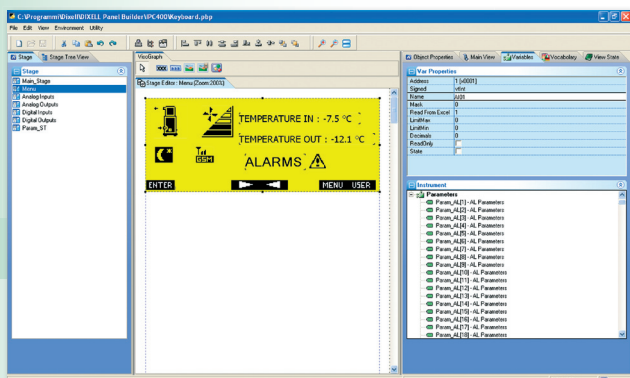 C:\Programmi\Dixell\DIXELL Panel Builder\IPC400\Keyboard.pbp
File Edit View Environment Utility
Stage Stage Tree View
VisoGraph
Object Properties Main View Variables Vocabolary View State
Stage
Main_Stage
Menu
Analog Inputs
Analog Outputs
Digital Inputs
Digital Outputs
Param_ST
Stage Editor : Menu (Zoom 200%)
TEMPERATURE IN : -7.5 °C
TEMPERATURE OUT : -12.1 °C
GSM
ALARMS
ENTER
MENU USER
Var Properties
Address 1 [x0001]
Signed
Name
Mask 0
Read From Excel 1
LimitMax 0
LimitMin 0
Decimals 0
ReadOnly
State
Instrument
Parameters
Param_AL[1] - AL Parameters
Param_AL[2] - AL Parameters
Param_AL[3] - AL Parameters
Param_AL[4] - AL Parameters
Param_AL[5] - AL Parameters
Param_AL[6] - AL Parameters
Param_AL[7] - AL Parameters
Param_AL[8] - AL Parameters
Param_AL[9] - AL Parameters
Param_AL[10] - AL Parameters
Param_AL[11] - AL Parameters
Param_AL[12] - AL Parameters
Param_AL[13] - AL Parameters
Param_AL[14] - AL Parameters
Param_AL[15] - AL Parameters
Param_AL[16] - AL Parameters
Param_AL[17] - AL Parameters
Param_AL[18] - AL Parameters